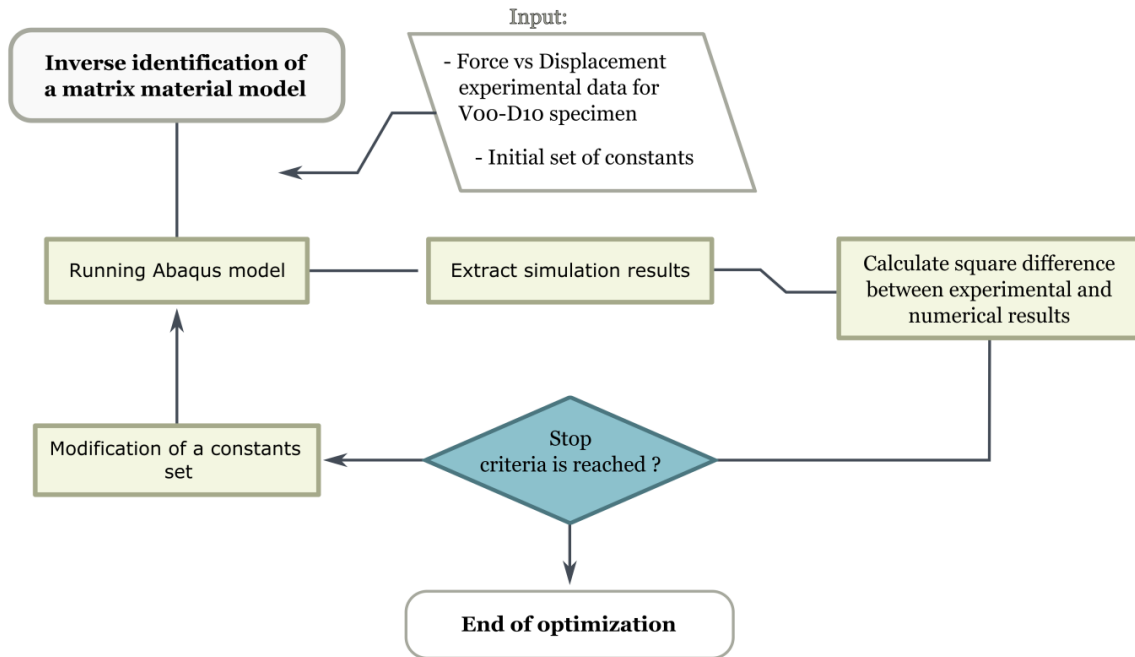 Input:
Inverse identification of
a matrix material model
- Force vs Displacement
experimental data for
V00-D10 specimen
- Initial set of constants
Running Abaqus model
Extract simulation results
Calculate square difference
between experimental and
numerical results
Modification of a constants
set
Stop
criteria is reached ?
End of optimization